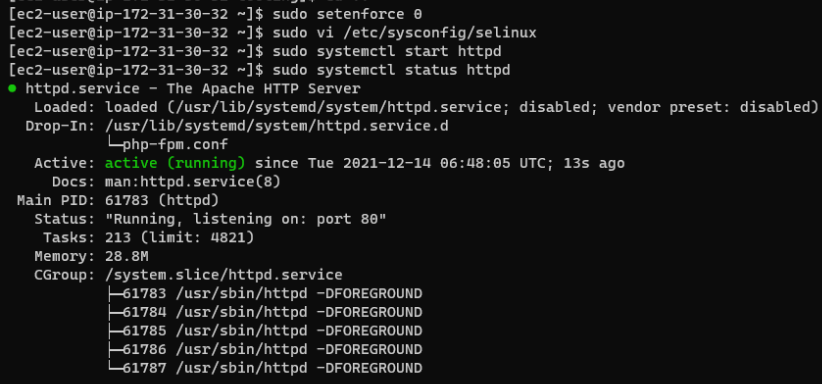 [ec2-user@ip-172-31-30-32 ~]$ sudo setenforce 0
[ec2-user@ip-172-31-30-32 ~]$ sudo vi /etc/sysconfig/selinux
[ec2-user@ip-172-31-30-32 ~]$ sudo systemctl start httpd
[ec2-user@ip-172-31-30-32 ~]$ sudo systemctl status httpd
● httpd.service - The Apache HTTP Server
   Loaded: loaded (/usr/lib/systemd/system/httpd.service; disabled; vendor preset: disabled)
  Drop-In: /usr/lib/systemd/system/httpd.service.d
           └─php-fpm.conf
   Active: active (running) since Tue 2021-12-14 06:48:05 UTC; 13s ago
     Docs: man:httpd.service(8)
 Main PID: 61783 (httpd)
   Status: "Running, listening on: port 80"
    Tasks: 213 (limit: 4821)
   Memory: 28.8M
   CGroup: /system.slice/httpd.service
           ├─61783 /usr/sbin/httpd -DFOREGROUND
           ├─61784 /usr/sbin/httpd -DFOREGROUND
           ├─61785 /usr/sbin/httpd -DFOREGROUND
           ├─61786 /usr/sbin/httpd -DFOREGROUND
           └─61787 /usr/sbin/httpd -DFOREGROUND